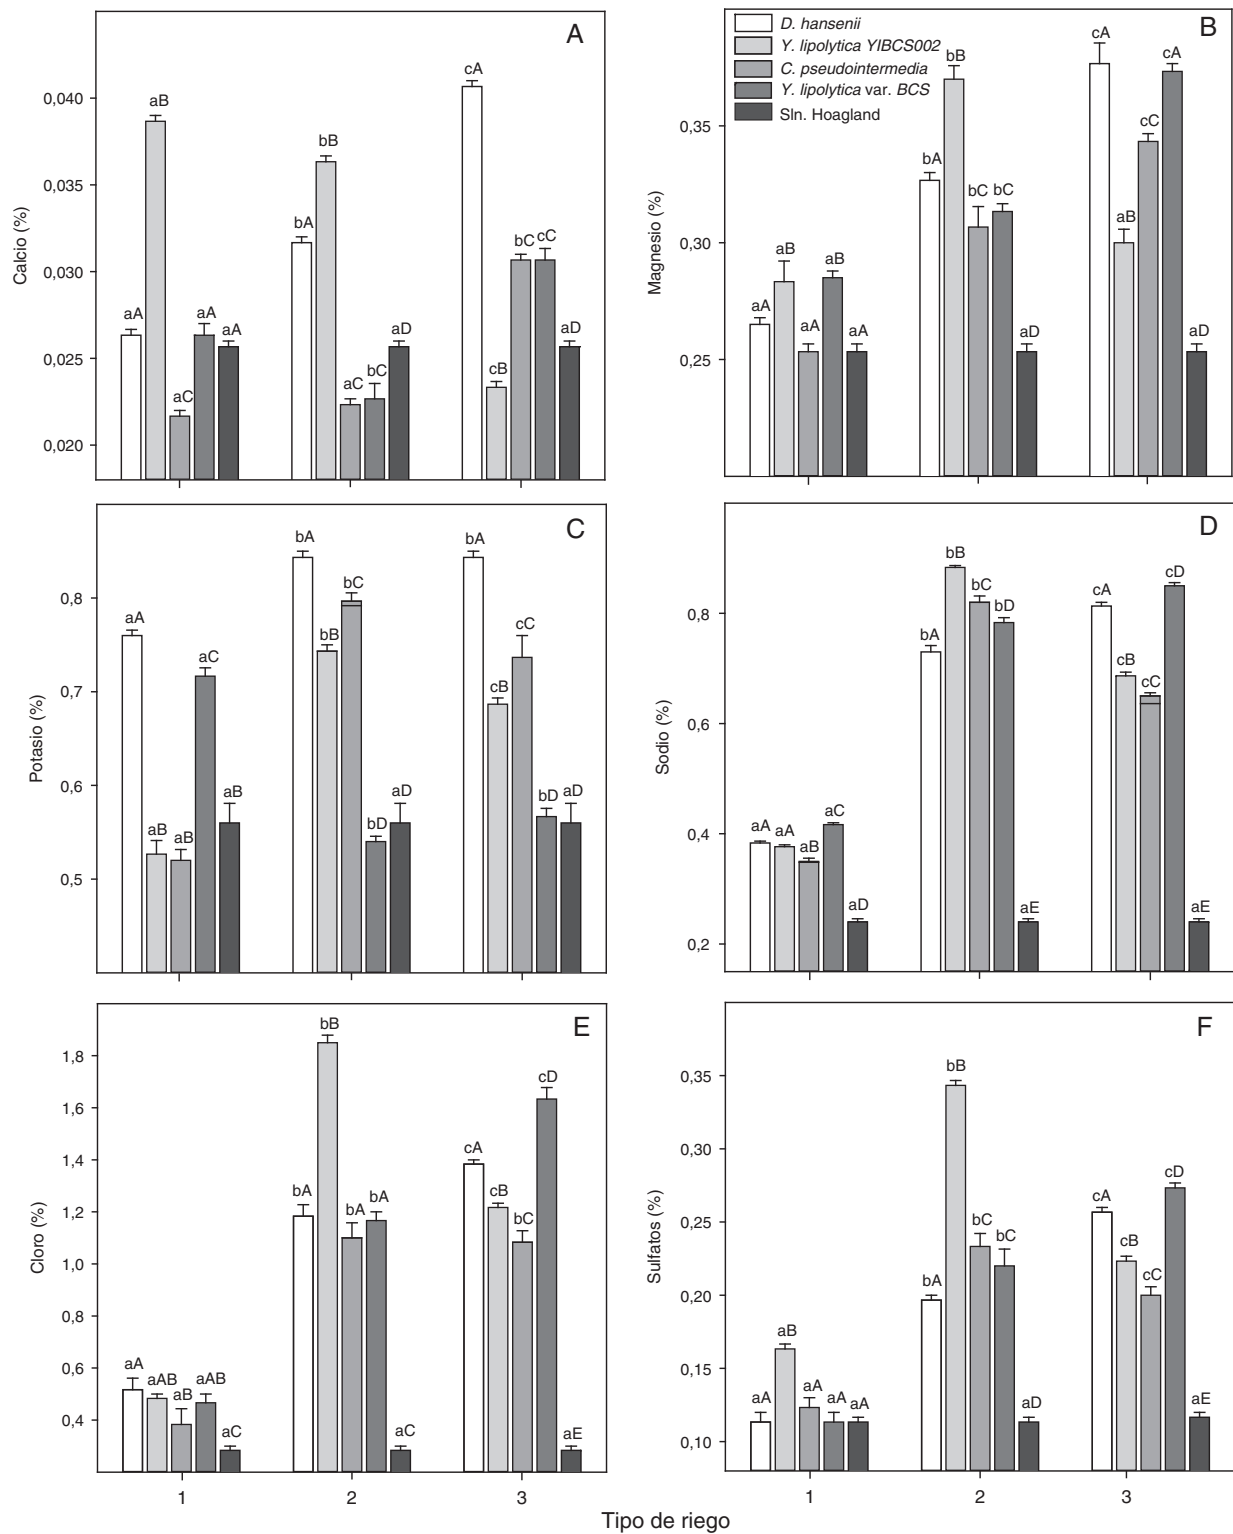 A
Calcio (%)
0,040
0,035
0,030
0,025
0,020
aA
aB
aC
aA
aA
bA
bB
aC
bC
aD
cA
cB
bC
cC
aD
B
D. hansenii
Y. lipolytica YIBCS002
C. pseudointermedia
Y. lipolytica var. BCS
Sln. Hoagland
Magnesio (%)
0,35
0,30
0,25
aA
aB
aA
aB
aA
bA
bB
bC
bC
aD
cA
aB
cC
cA
aD
C
Potasio (%)
0,8
0,7
0,6
0,5
aA
aB
aB
aC
aB
bA
bB
bC
bD
aD
bA
cB
cC
bD
aD
D
Sodio (%)
0,8
0,6
0,4
0,2
aA
aA
aB
aC
aD
bA
bB
bC
bD
aE
cA
cB
cC
cD
aE
E
Cloro (%)
1,8
1,6
1,4
1,2
1,0
0,8
0,6
0,4
aA
aAB
aB
aAB
aC
bA
bB
bA
bA
aC
cA
cB
bC
cD
aE
1
2
3
F
Sulfatos (%)
0,35
0,30
0,25
0,20
0,15
0,10
aA
aB
aA
aA
aA
bA
bB
bC
bC
aD
cA
cB
cC
cD
aE
1
2
3
Tipo de riego